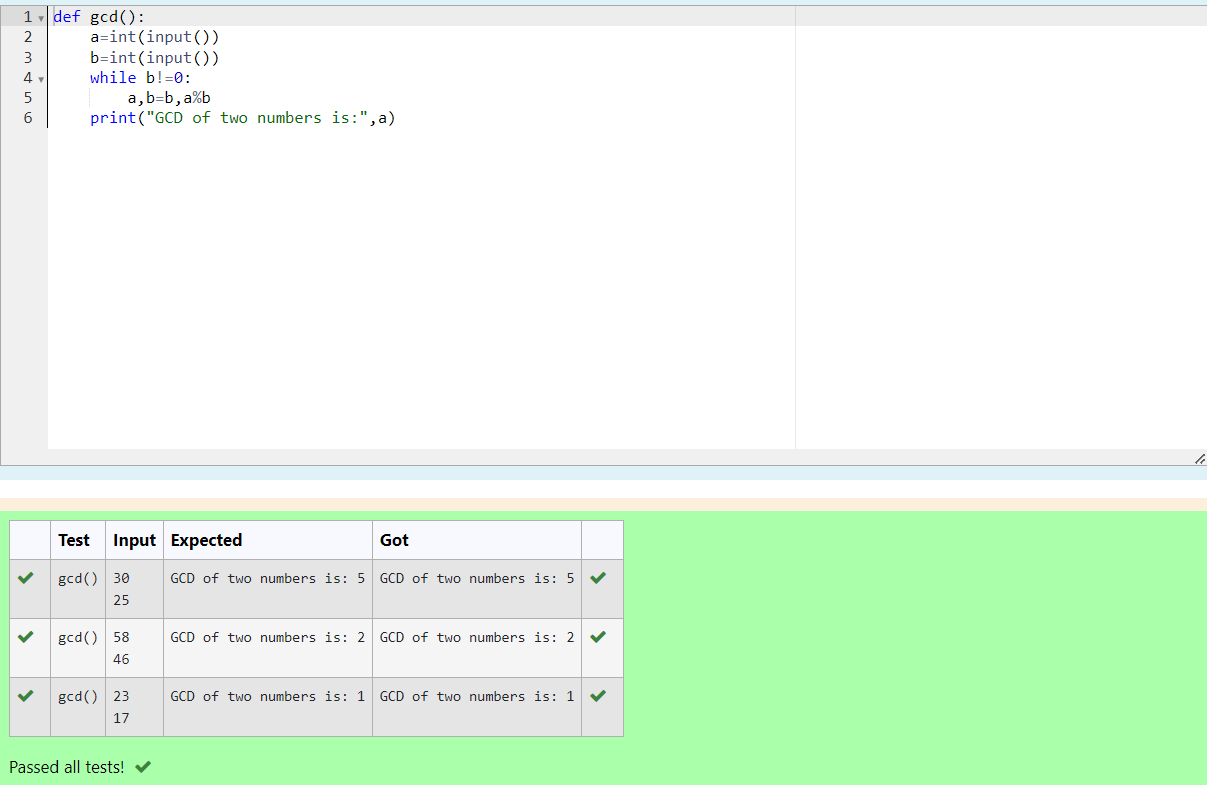 1 def gcd():
2     a=int(input())
3     b=int(input())
4     while b!=0:
5         a,b=b,a%b
6     print("GCD of two numbers is:",a)
Test Input Expected Got
gcd() 30 GCD of two numbers is: 5 GCD of two numbers is: 5
25
gcd() 58 GCD of two numbers is: 2 GCD of two numbers is: 2
46
gcd() 23 GCD of two numbers is: 1 GCD of two numbers is: 1
17
Passed all tests!